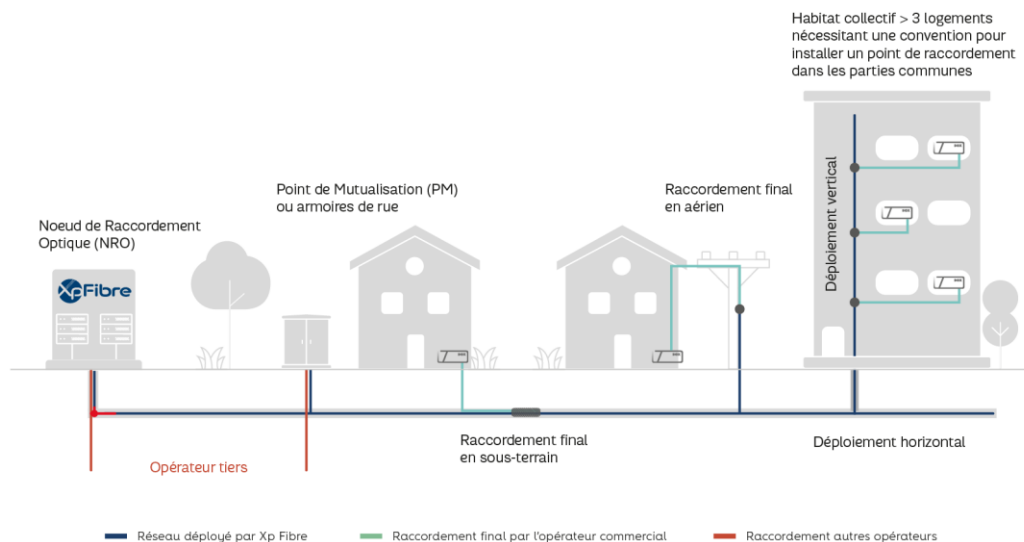 Habitat collectif > 3 logements
nécessitant une convention pour
installer un point de raccordement
dans les parties communes
Point de Mutualisation (PM)
ou armoires de rue
Raccordement final
en aérien
Déploiement vertical
Noeud de Raccordement
Optique (NRO)
XpFibre
Raccordement final
en sous-terrain
Déploiement horizontal
Opérateur tiers
Réseau déployé par Xp Fibre
Raccordement final par l'opérateur commercial
Raccordement autres opérateurs